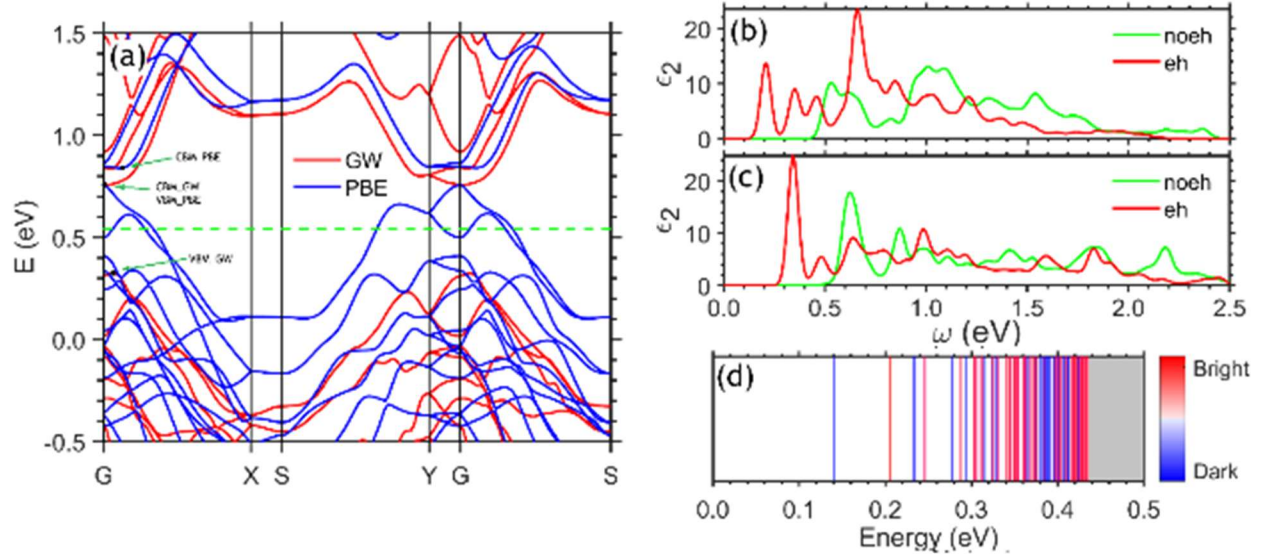 (a)
1.5
1.0
0.5
0.0
-0.5
E (eV)
CBM_PBE
CBM_GW
VBM_PBE
VBM_GW
GW
PBE
G X S Y G S
(b)
20
10
0
ϵ2
noeh
eh
(c)
20
10
0
ϵ2
noeh
eh
0.0 0.5 1.0 1.5 2.0 2.5
ω (eV)
(d)
0.0 0.1 0.2 0.3 0.4 0.5
Energy (eV)
Bright
Dark